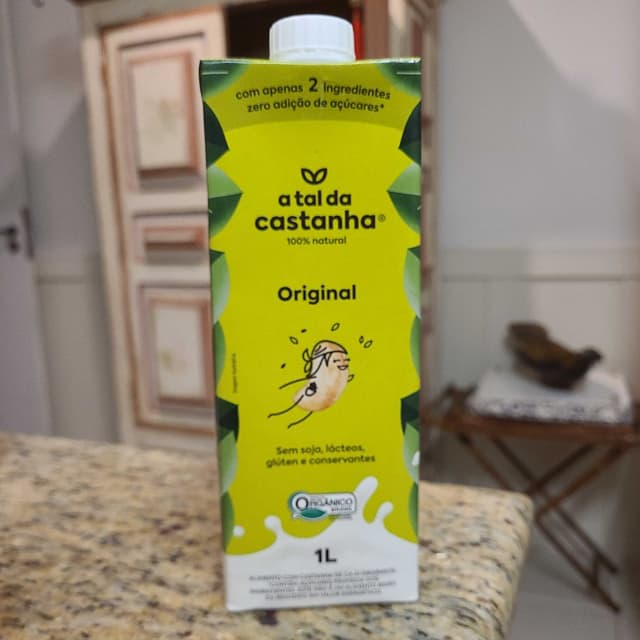 com apenas 2 ingredientes
zero adição de açúcares*
a tal da
castanha®
100% natural
Original
Sem soja, lácteos,
glúten e conservantes
ORGÂNICO
BRASIL
1L